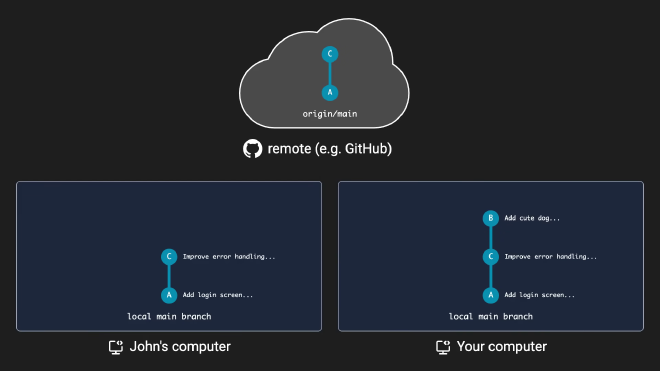 C
A
origin/main
remote (e.g. GitHub)
B Add cute dog...
C Improve error handling...
C Improve error handling...
A Add login screen...
A Add login screen...
local main branch
local main branch
John's computer
Your computer